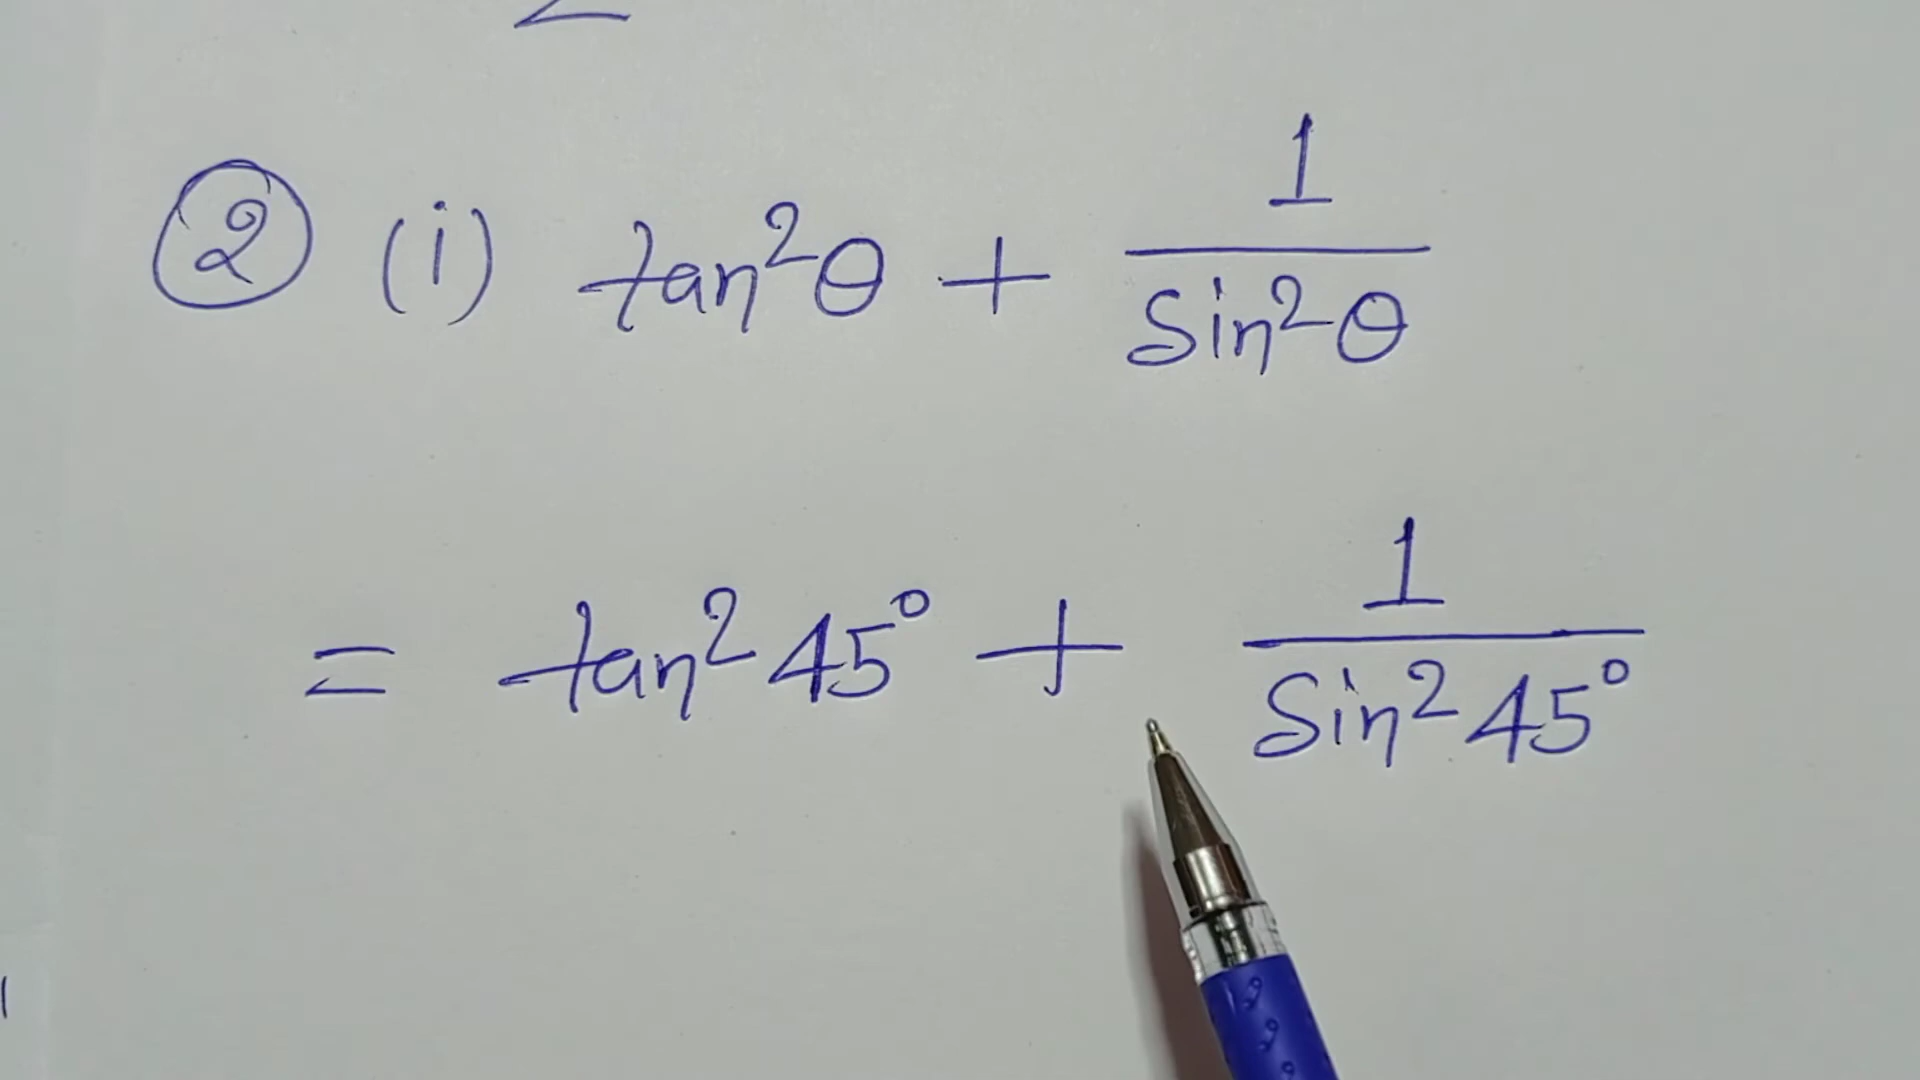 ② (i) tan²θ + 1/Sin²θ
= tan²45° + 1/Sin²45°